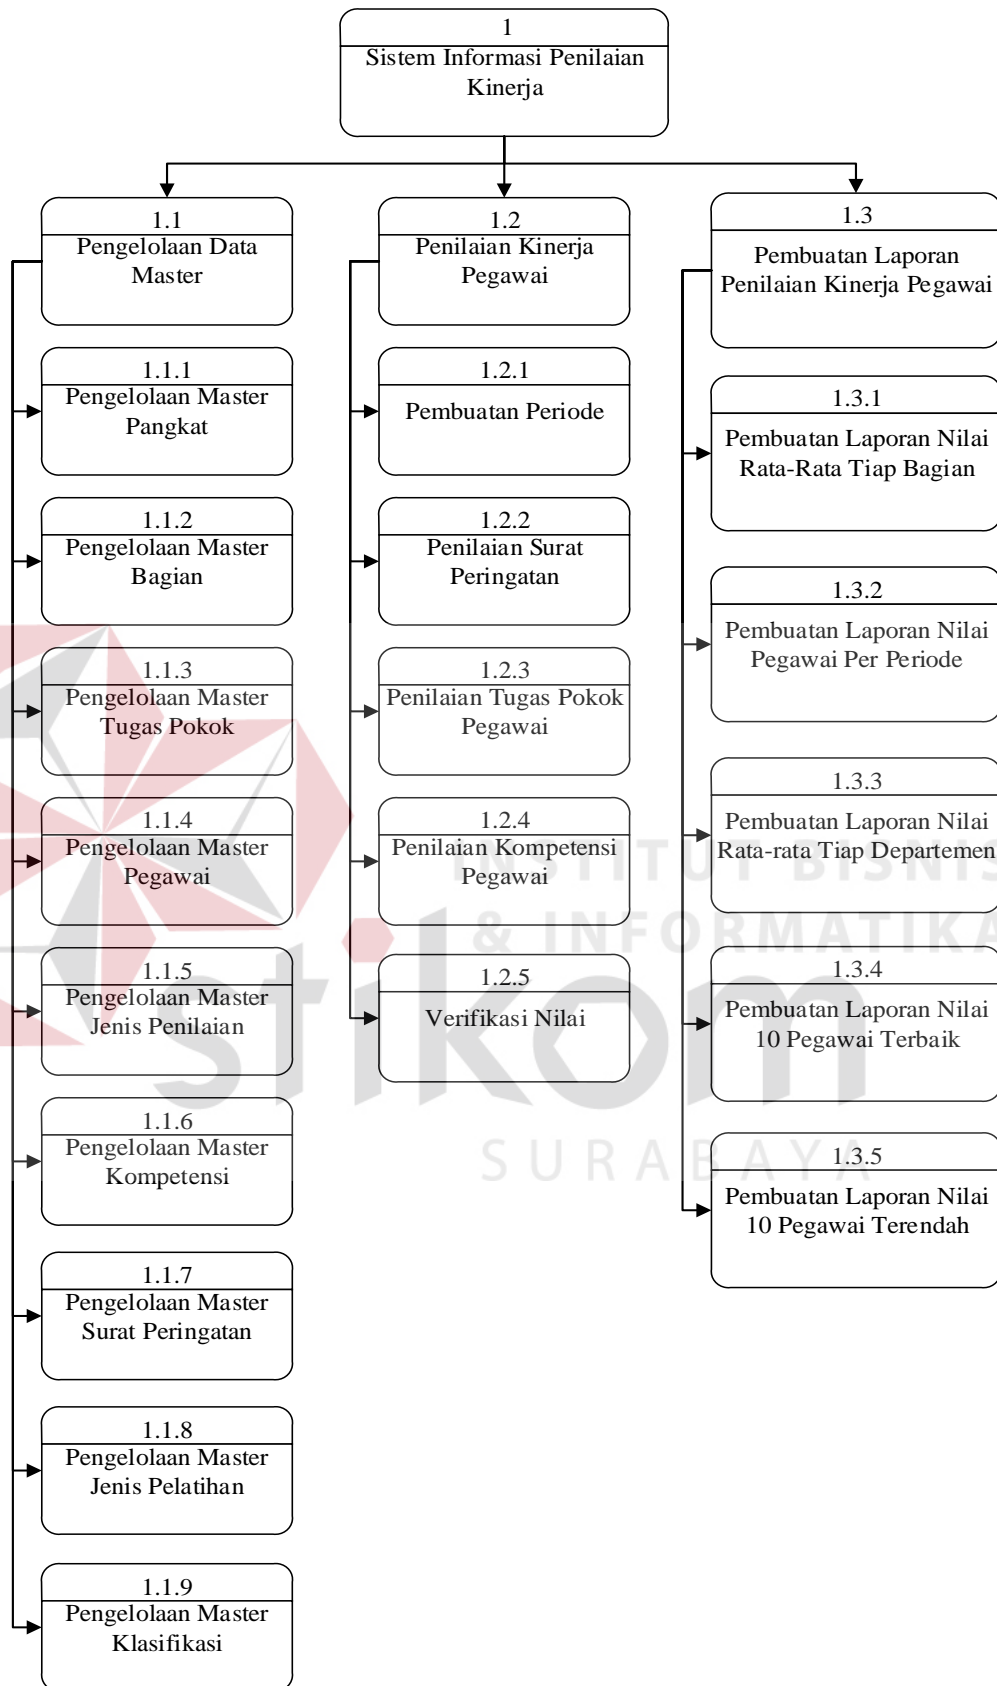 1
Sistem Informasi Penilaian
Kinerja
1.1
Pengelolaan Data
Master
1.1.1
Pengelolaan Master
Pangkat
1.1.2
Pengelolaan Master
Bagian
1.1.3
Pengelolaan Master
Tugas Pokok
1.1.4
Pengelolaan Master
Pegawai
1.1.5
Pengelolaan Master
Jenis Penilaian
1.1.6
Pengelolaan Master
Kompetensi
1.1.7
Pengelolaan Master
Surat Peringatan
1.1.8
Pengelolaan Master
Jenis Pelatihan
1.1.9
Pengelolaan Master
Klasifikasi
1.2
Penilaian Kinerja
Pegawai
1.2.1
Pembuatan Periode
1.2.2
Penilaian Surat
Peringatan
1.2.3
Penilaian Tugas Pokok
Pegawai
1.2.4
Penilaian Kompetensi
Pegawai
1.2.5
Verifikasi Nilai
1.3
Pembuatan Laporan
Penilaian Kinerja Pegawai
1.3.1
Pembuatan Laporan Nilai
Rata-Rata Tiap Bagian
1.3.2
Pembuatan Laporan Nilai
Pegawai Per Periode
1.3.3
Pembuatan Laporan Nilai
Rata-rata Tiap Departemen
1.3.4
Pembuatan Laporan Nilai
10 Pegawai Terbaik
1.3.5
Pembuatan Laporan Nilai
10 Pegawai Terendah
INSTITUT BISNIS
& INFORMATIKA
stikom
SURABAYA